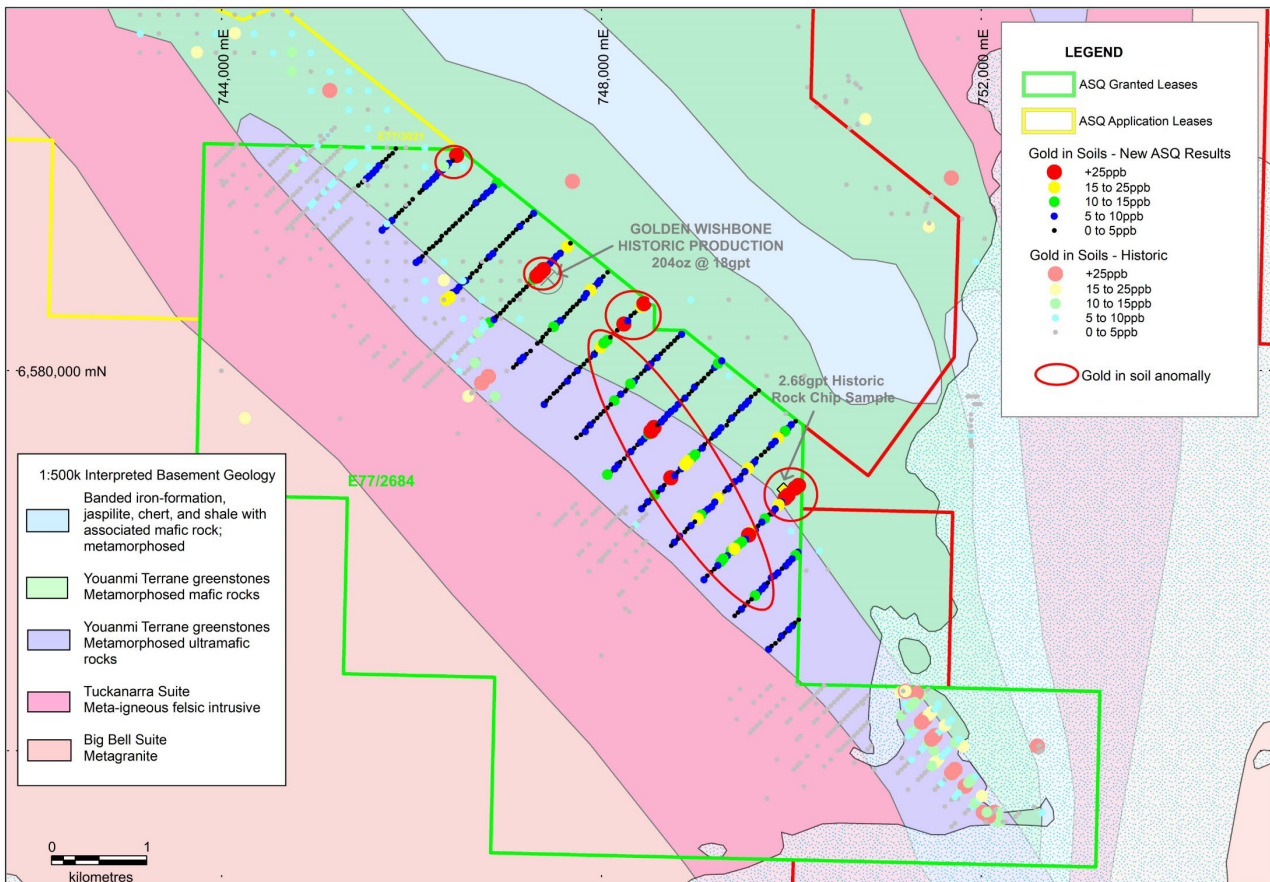 744,000 mE
748,000 mE
752,000 mE
E77/2621
GOLDEN WISHBONE
HISTORIC PRODUCTION
204oz @ 18gpt
6,580,000 mN
2.68gpt Historic
Rock Chip Sample
E77/2684
LEGEND
ASQ Granted Leases
ASQ Application Leases
Gold in Soils - New ASQ Results
+25ppb
15 to 25ppb
10 to 15ppb
5 to 10ppb
0 to 5ppb
Gold in Soils - Historic
+25ppb
15 to 25ppb
10 to 15ppb
5 to 10ppb
0 to 5ppb
Gold in soil anomally
1:500k Interpreted Basement Geology
Banded iron-formation,
jaspilite, chert, and shale with
associated mafic rock;
metamorphosed
Youanmi Terrane greenstones
Metamorphosed mafic rocks
Youanmi Terrane greenstones
Metamorphosed ultramafic
rocks
Tuckanarra Suite
Meta-igneous felsic intrusive
Big Bell Suite
Metagranite
0 1
kilometres